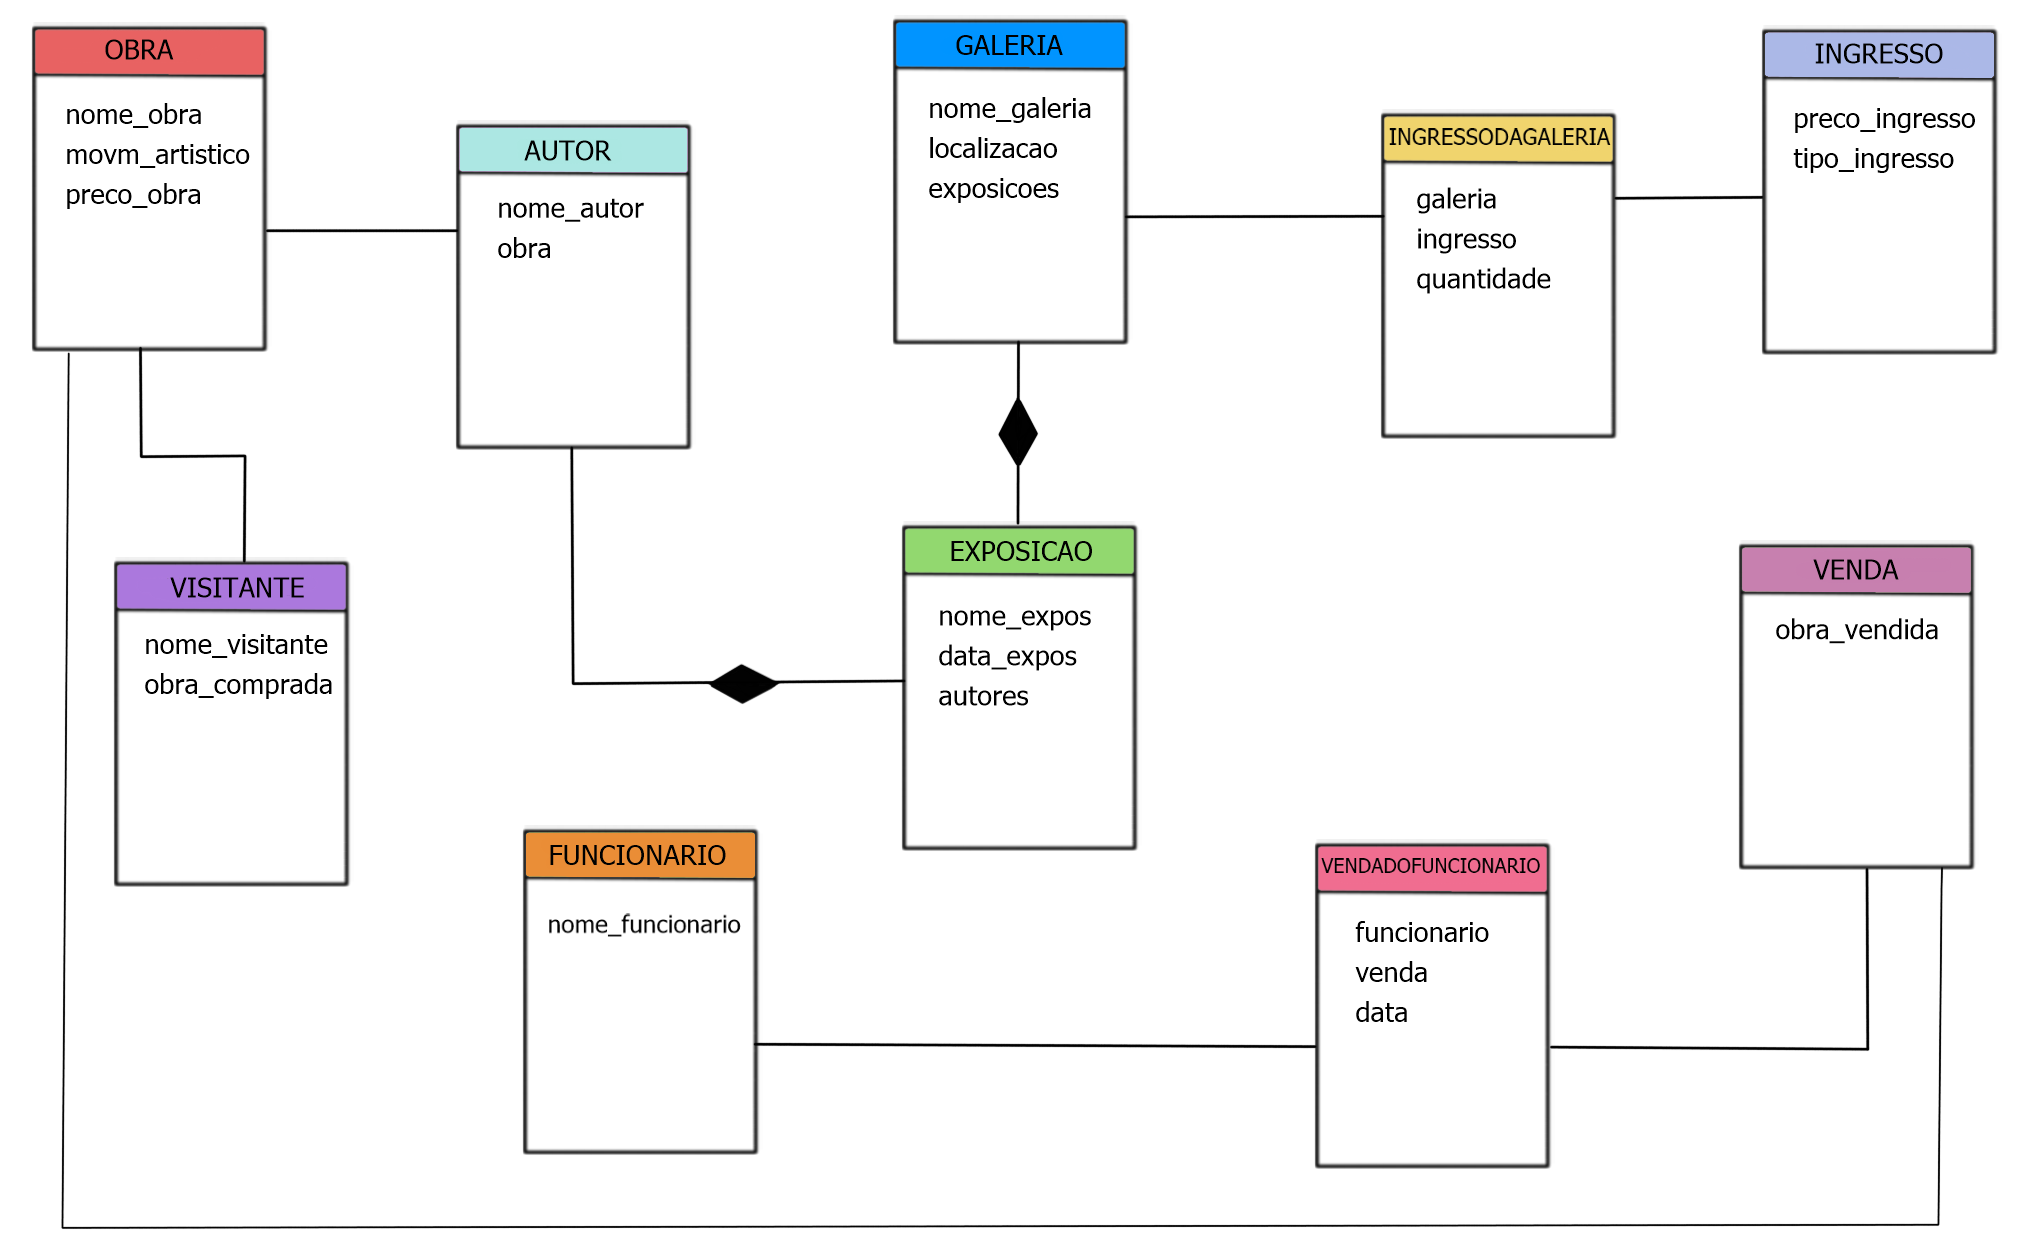 OBRA
nome_obra
movm_artistico
preco_obra
AUTOR
nome_autor
obra
GALERIA
nome_galeria
localizacao
exposicoes
INGRESSODAGALERIA
galeria
ingresso
quantidade
INGRESSO
preco_ingresso
tipo_ingresso
VISITANTE
nome_visitante
obra_comprada
EXPOSICAO
nome_expos
data_expos
autores
VENDA
obra_vendida
FUNCIONARIO
nome_funcionario
VENDADOFUNCIONARIO
funcionario
venda
data